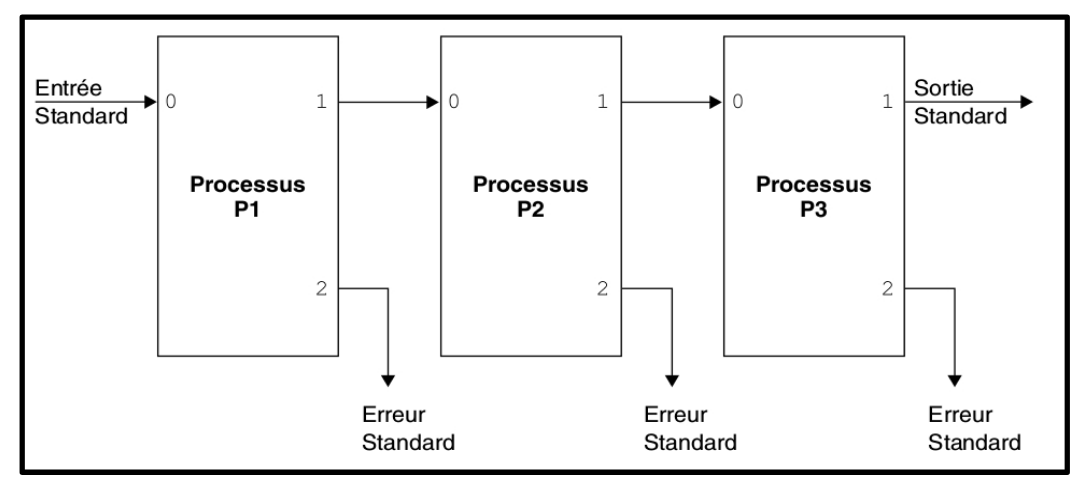 Entrée
Standard
0
1
Processus
P1
2
Erreur
Standard
0
1
Processus
P2
2
Erreur
Standard
0
1
Processus
P3
2
Erreur
Standard
Sortie
Standard